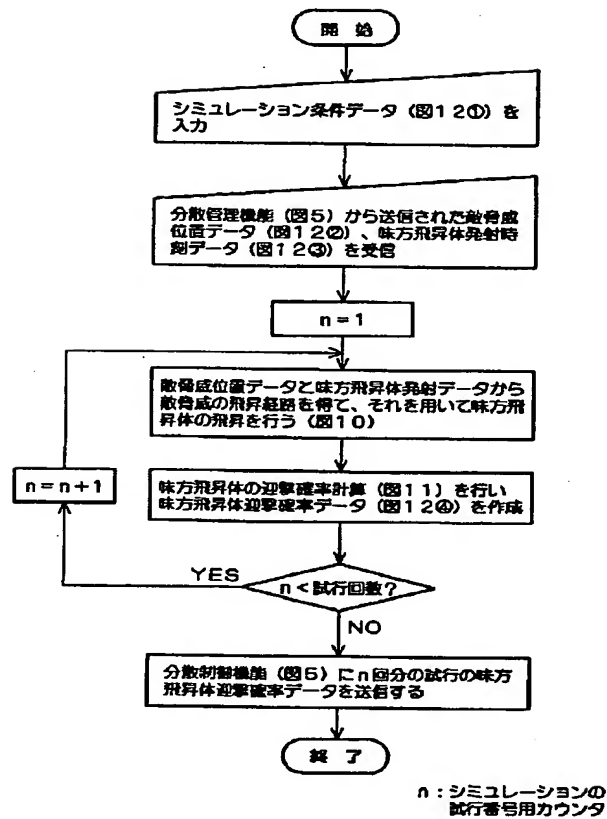 開 始
シミュレーション条件データ（図12①）を
入力
分散管理機能（図5）から送信された敵脅威
位置データ（図12②）、味方飛昇体発射時
刻データ（図12③）を受信
n=1
敵脅威位置データと味方飛昇体発射データから
敵脅威の飛昇経路を得て、それを用いて味方飛
昇体の飛昇を行う（図10）
n=n+1
味方飛昇体の迎撃確率計算（図11）を行い
味方飛昇体迎撃確率データ（図12④）を作成
YES
n<試行回数?
NO
分散制御機能（図5）にn回分の試行の味方
飛昇体迎撃確率データを送信する
終 了
n：シミュレーションの
試行番号用カウンタ